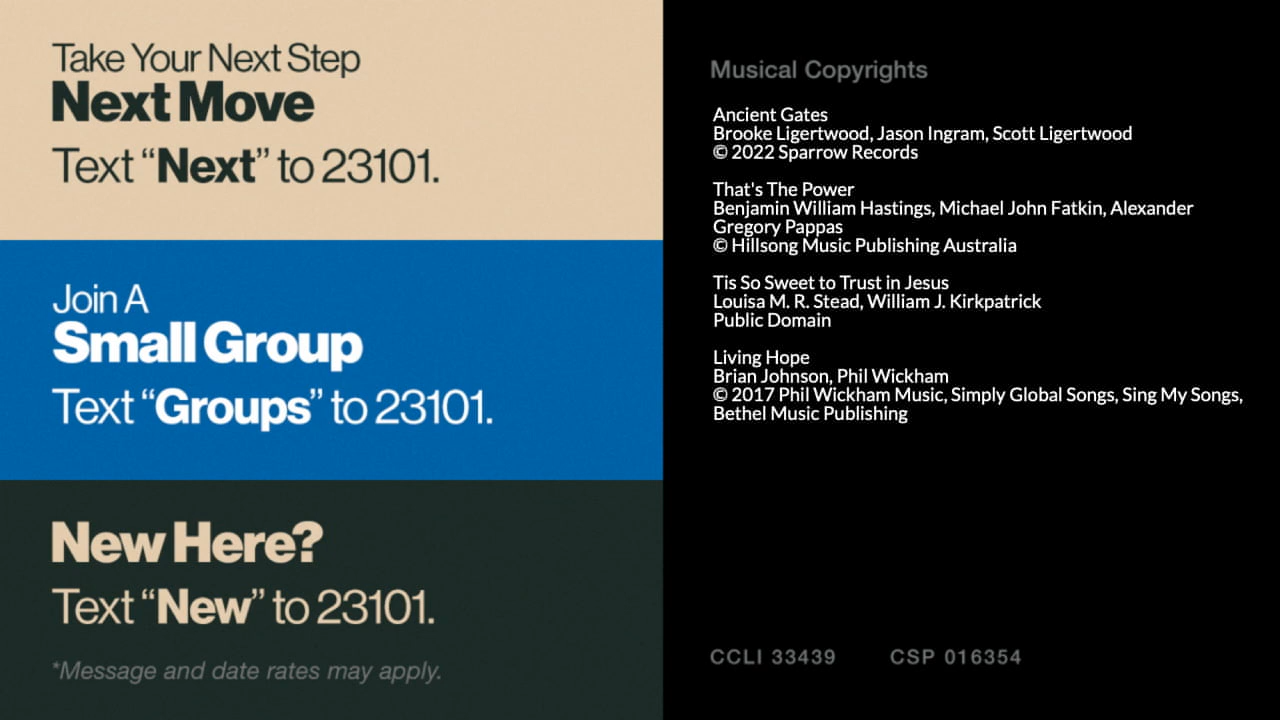 Take Your Next Step
Next Move
Text “Next” to 23101.
Join A
Small Group
Text “Groups” to 23101.
New Here?
Text “New” to 23101.
*Message and date rates may apply.
Musical Copyrights
Ancient Gates
Brooke Ligertwood, Jason Ingram, Scott Ligertwood
© 2022 Sparrow Records
That's The Power
Benjamin William Hastings, Michael John Fatkin, Alexander
Gregory Pappas
© Hillsong Music Publishing Australia
Tis So Sweet to Trust in Jesus
Louisa M. R. Stead, William J. Kirkpatrick
Public Domain
Living Hope
Brian Johnson, Phil Wickham
© 2017 Phil Wickham Music, Simply Global Songs, Sing My Songs,
Bethel Music Publishing
CCLI 33439 CSP 016354